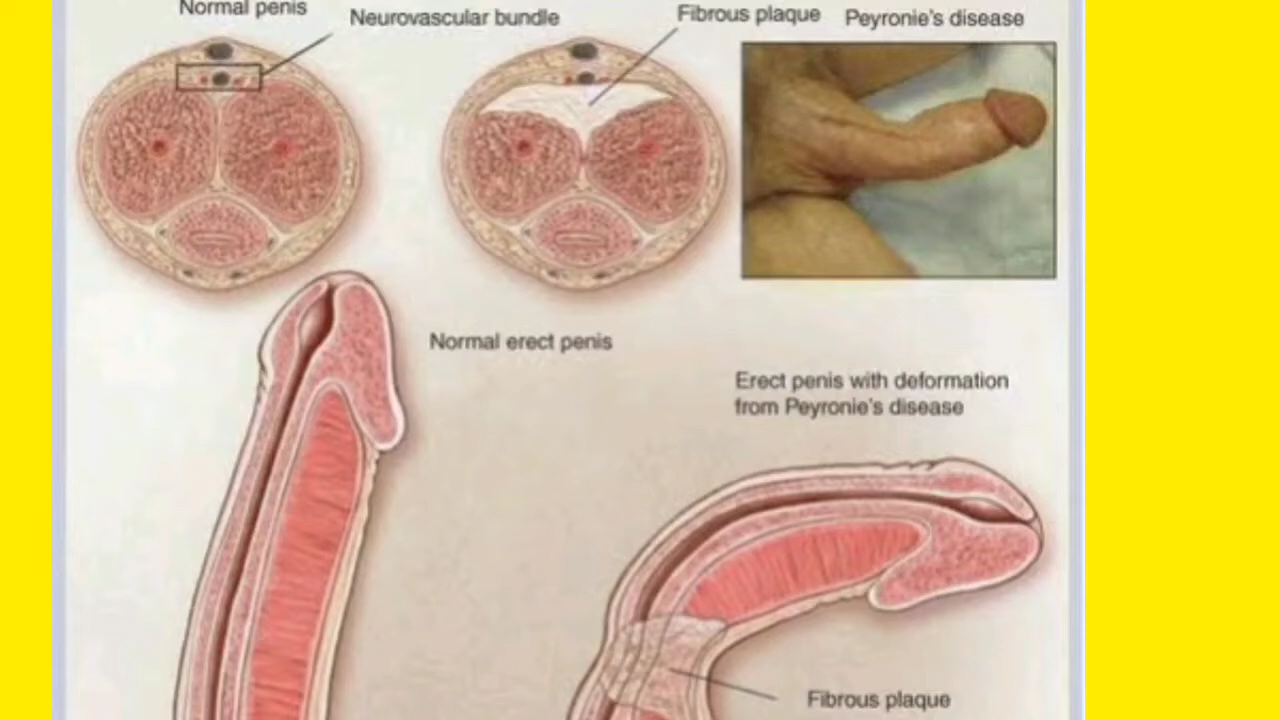 Normal penis
Neurovascular bundle
Fibrous plaque
Peyronie's disease
Normal erect penis
Erect penis with deformation
from Peyronie's disease
Fibrous plaque